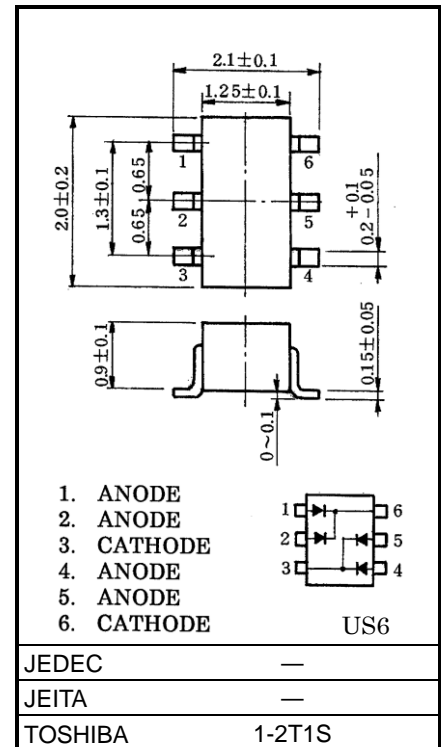 2.1±0.1
1.25±0.1
2.0±0.2
1.3±0.1
0.65
0.65
1
2
3
6
5
4
+0.1
0.2-0.05
0.9±0.1
0.15±0.05
0~0.1
1. ANODE
2. ANODE
3. CATHODE
4. ANODE
5. ANODE
6. CATHODE
1
2
3
6
5
4
US6
JEDEC —
JEITA —
TOSHIBA 1-2T1S